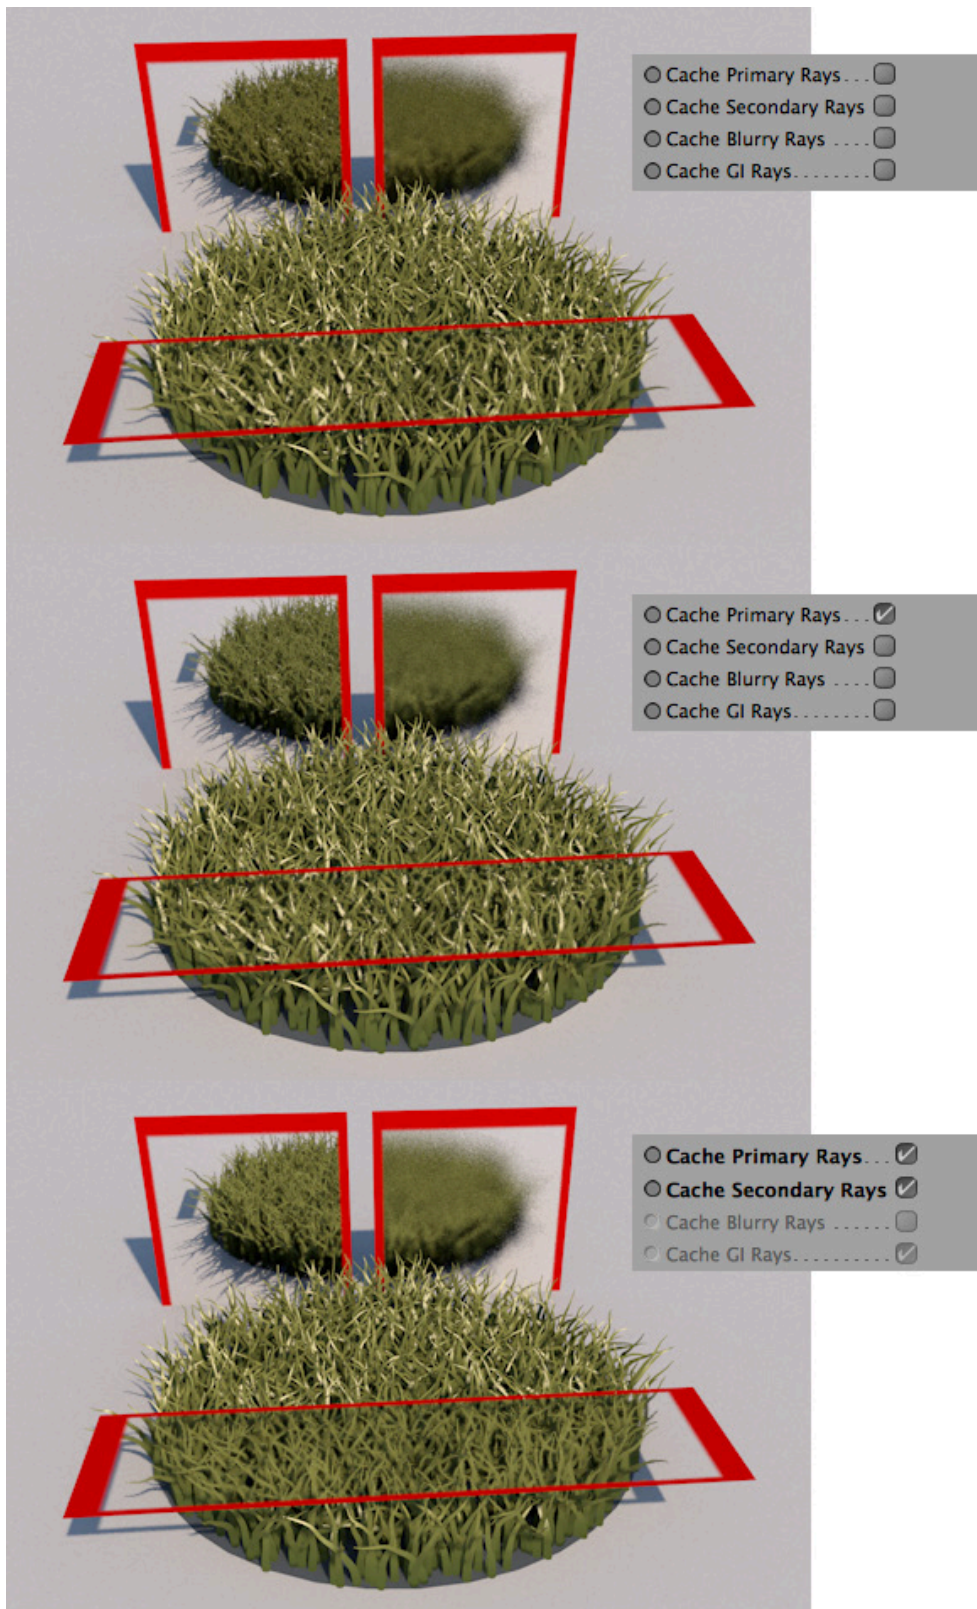 Cache Primary Rays . . .
Cache Secondary Rays
Cache Blurry Rays . . . .
Cache GI Rays . . . . . . . .
Cache Primary Rays . . .
Cache Secondary Rays
Cache Blurry Rays . . . .
Cache GI Rays . . . . . . . .
Cache Primary Rays . . .
Cache Secondary Rays
Cache Blurry Rays . . . . . .
Cache GI Rays . . . . . . . . . .